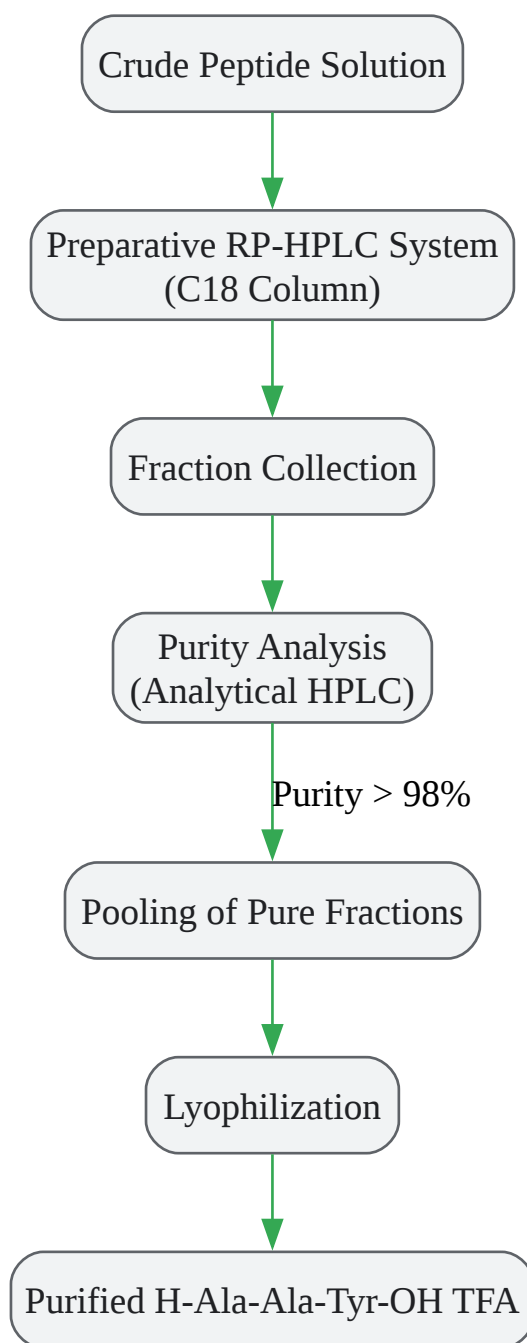 Crude Peptide Solution
Preparative RP-HPLC System
(C18 Column)
Fraction Collection
Purity Analysis
(Analytical HPLC)
Purity > 98%
Pooling of Pure Fractions
Lyophilization
Purified H-Ala-Ala-Tyr-OH TFA